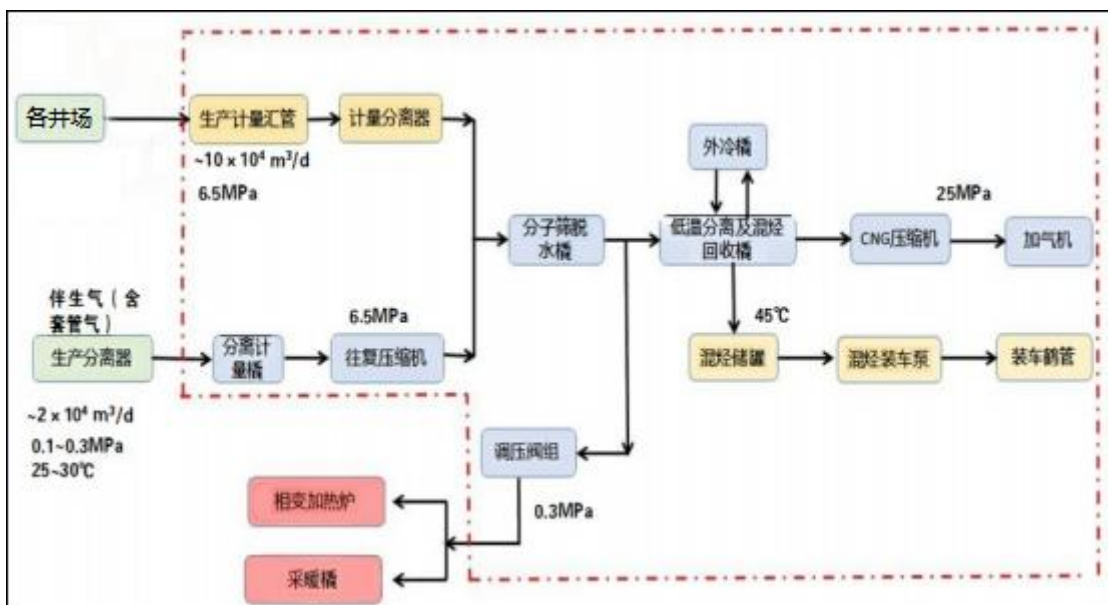 各井场
生产计量汇管
计量分离器
~10 x 10⁴ m³/d
6.5MPa
外冷橇
25MPa
分子筛脱
水橇
低温分离及混烃
回收橇
CNG压缩机
加气机
伴生气（含
套管气）
生产分离器
分离计
量橇
6.5MPa
往复压缩机
45℃
混烃储罐
混烃装车泵
装车鹤管
~2 x 10⁴ m³/d
0.1~0.3MPa
25~30℃
调压阀组
0.3MPa
相变加热炉
采暖橇